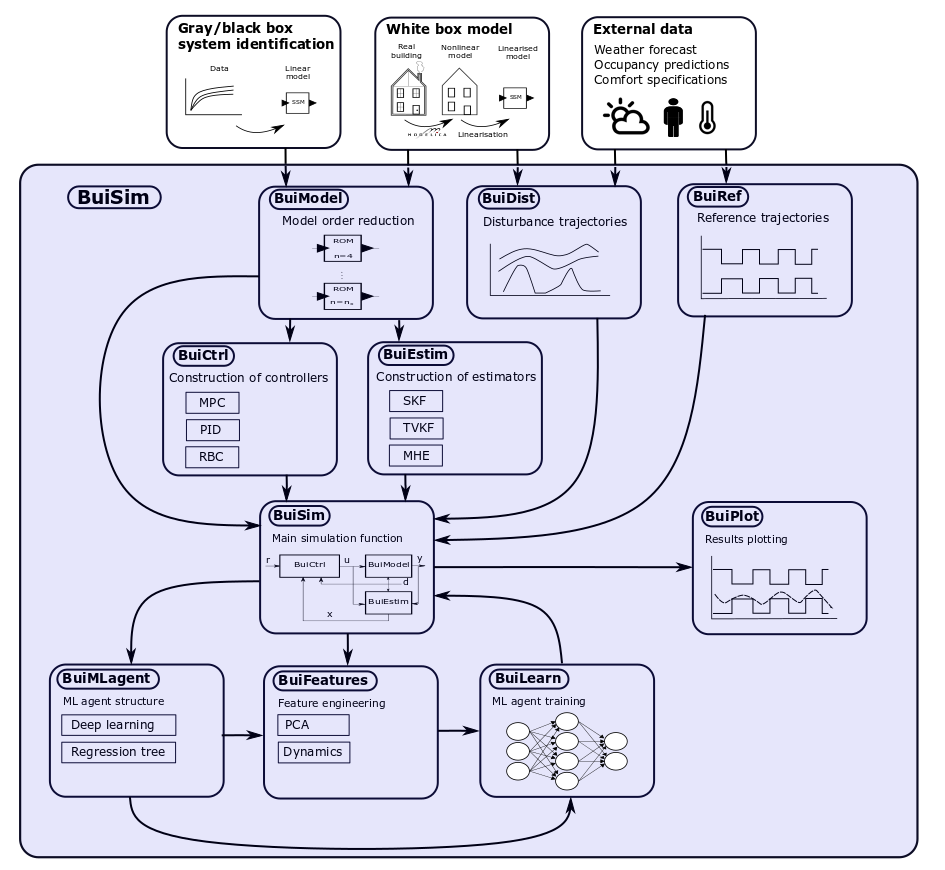 Gray/black box
system identification
Data
Linear
model
SSM
White box model
Real
building
Nonlinear
model
Linearised
model
SSM
MODELICA
Linearisation
External data
Weather forecast
Occupancy predictions
Comfort specifications
BuiSim
BuiModel
Model order reduction
ROM
n=4
ROM
n=nₒ
BuiDist
Disturbance trajectories
BuiRef
Reference trajectories
BuiCtrl
Construction of controllers
MPC
PID
RBC
BuiEstim
Construction of estimators
SKF
TVKF
MHE
BuiSim
Main simulation function
r
BuiCtrl
u
BuiModel
y
d
BuiEstim
x
BuiPlot
Results plotting
BuiMLagent
ML agent structure
Deep learning
Regression tree
BuiFeatures
Feature engineering
PCA
Dynamics
BuiLearn
ML agent training